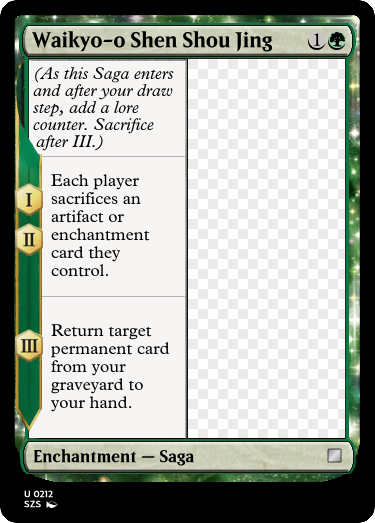 Waikyo-o Shen Shou Jing 1
(As this Saga enters
and after your draw
step, add a lore
counter. Sacrifice
after III.)
I
II
Each player
sacrifices an
artifact or
enchantment
card they
control.
III
Return target
permanent card
from your
graveyard to
your hand.
Enchantment — Saga
U 0212
SZS